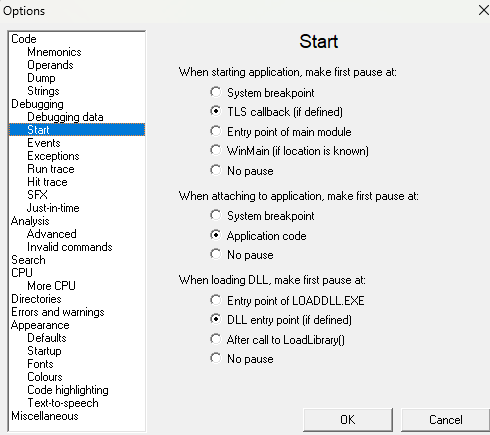 Options
Code
Mnemonics
Operands
Dump
Strings
Debugging
Debugging data
Start
Events
Exceptions
Run trace
Hit trace
SFX
Just-in-time
Analysis
Advanced
Invalid commands
Search
CPU
More CPU
Directories
Errors and warnings
Appearance
Defaults
Startup
Fonts
Colours
Code highlighting
Text-to-speech
Miscellaneous
Start
When starting application, make first pause at:
System breakpoint
TLS callback (if defined)
Entry point of main module
WinMain (if location is known)
No pause
When attaching to application, make first pause at:
System breakpoint
Application code
No pause
When loading DLL, make first pause at:
Entry point of LOADDLL.EXE
DLL entry point (if defined)
After call to LoadLibrary()
No pause
OK
Cancel